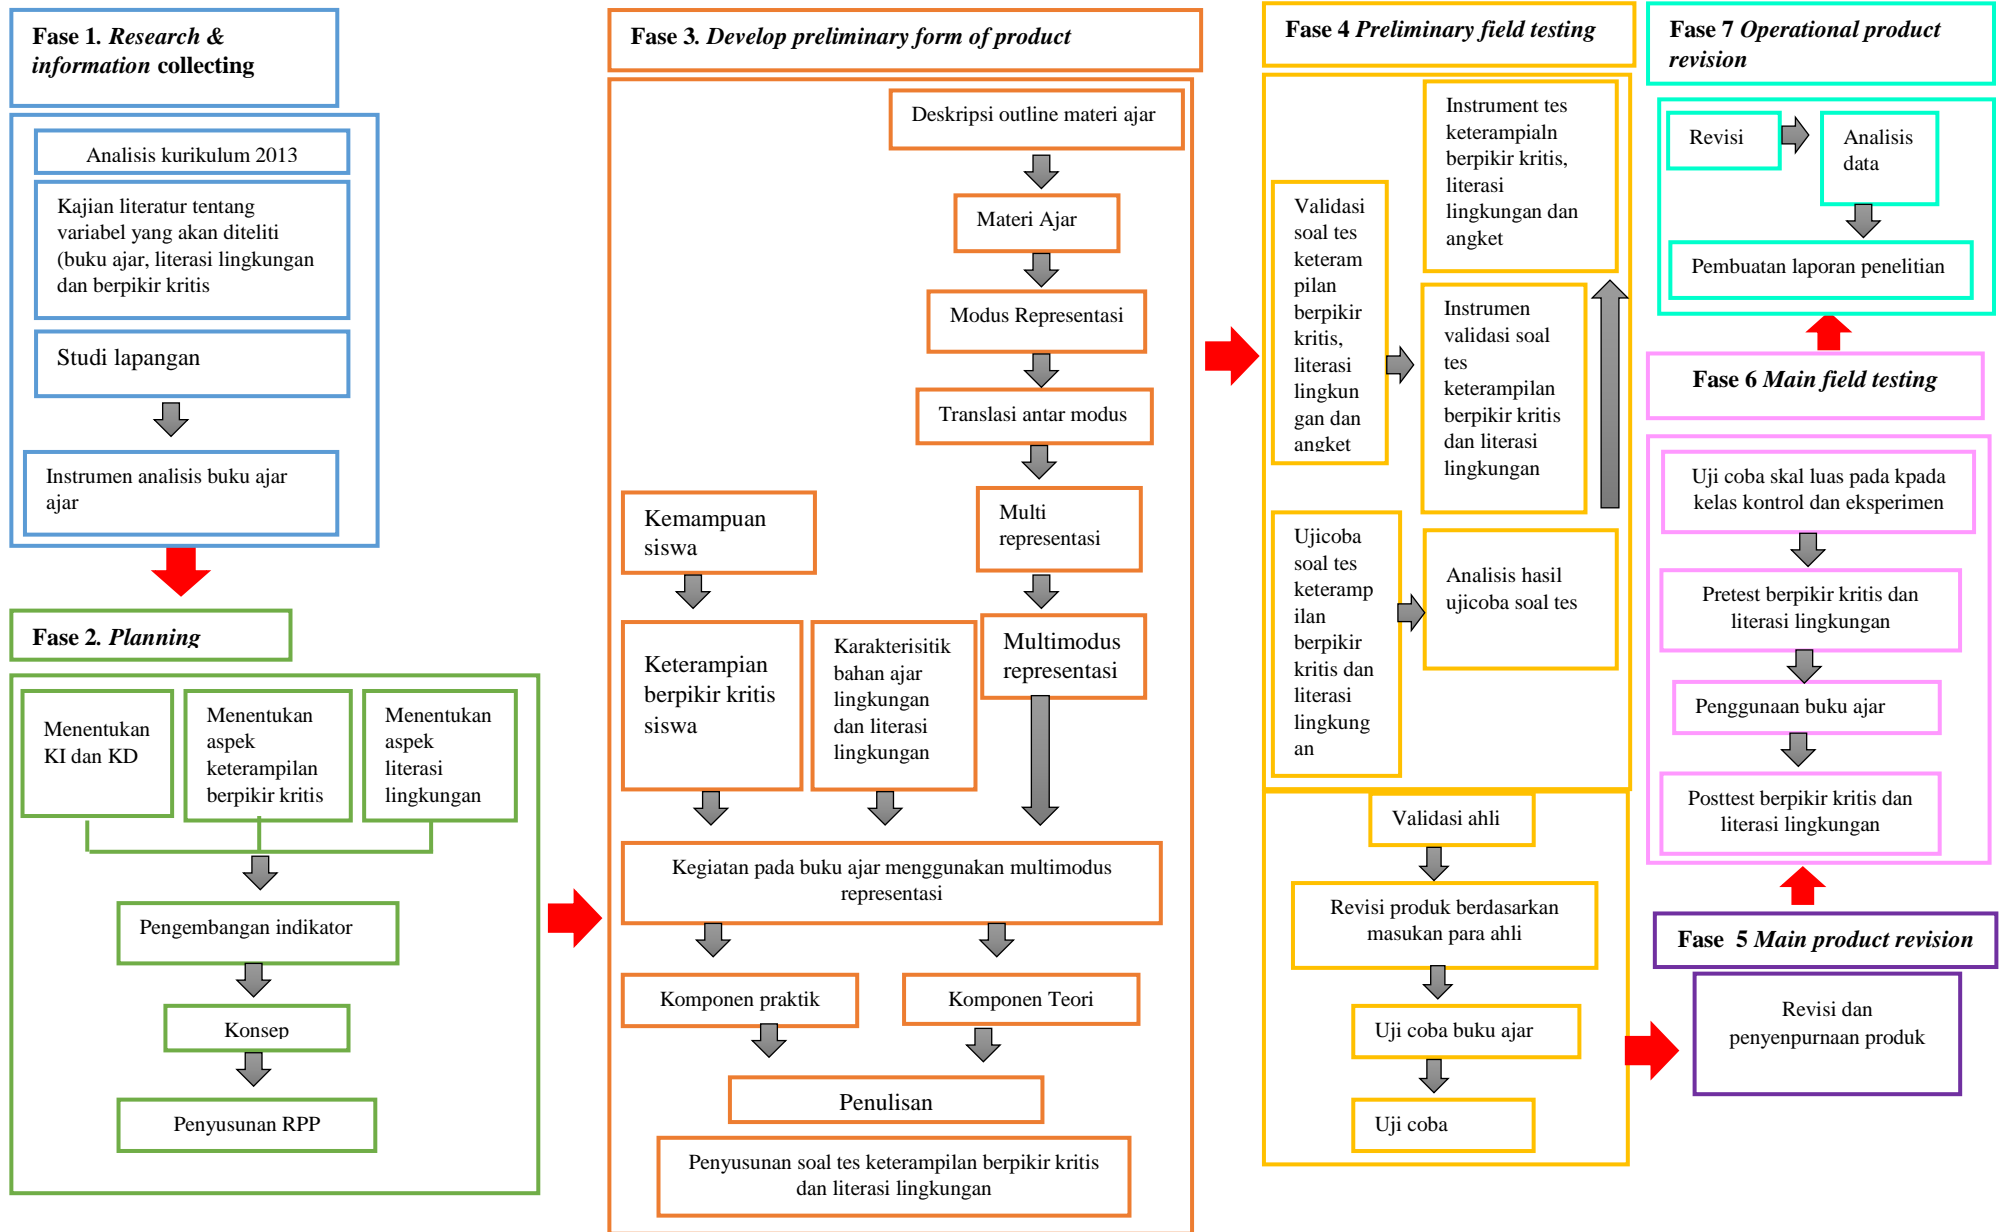 Fase 1. Research &
information collecting
Analisis kurikulum 2013
Kajian literatur tentang
variabel yang akan diteliti
(buku ajar, literasi lingkungan
dan berpikir kritis
Studi lapangan
Instrumen analisis buku ajar
ajar
Fase 2. Planning
Menentukan
KI dan KD
Menentukan
aspek
keterampilan
berpikir kritis
Menentukan
aspek
literasi
lingkungan
Pengembangan indikator
Konsep
Penyusunan RPP
Fase 3. Develop preliminary form of product
Deskripsi outline materi ajar
Materi Ajar
Modus Representasi
Translasi antar modus
Multi
representasi
Kemampuan
siswa
Keterampian
berpikir kritis
siswa
Karakterisitik
bahan ajar
lingkungan
dan literasi
lingkungan
Multimodus
representasi
Kegiatan pada buku ajar menggunakan multimodus
representasi
Komponen praktik
Komponen Teori
Penulisan
Penyusunan soal tes keterampilan berpikir kritis
dan literasi lingkungan
Fase 4 Preliminary field testing
Validasi
soal tes
keteram
pilan
berpikir
kritis,
literasi
lingkun
gan dan
angket
Instrument tes
keterampialn
berpikir kritis,
literasi
lingkungan dan
angket
Instrumen
validasi soal
tes
keterampilan
berpikir kritis
dan literasi
lingkungan
Ujicoba
soal tes
keteramp
ilan
berpikir
kritis dan
literasi
lingkung
an
Analisis hasil
ujicoba soal tes
Validasi ahli
Revisi produk berdasarkan
masukan para ahli
Uji coba buku ajar
Uji coba
Fase 7 Operational product
revision
Revisi
Analisis
data
Pembuatan laporan penelitian
Fase 6 Main field testing
Uji coba skal luas pada kpada
kelas kontrol dan eksperimen
Pretest berpikir kritis dan
literasi lingkungan
Penggunaan buku ajar
Posttest berpikir kritis dan
literasi lingkungan
Fase 5 Main product revision
Revisi dan
penyenpurnaan produk